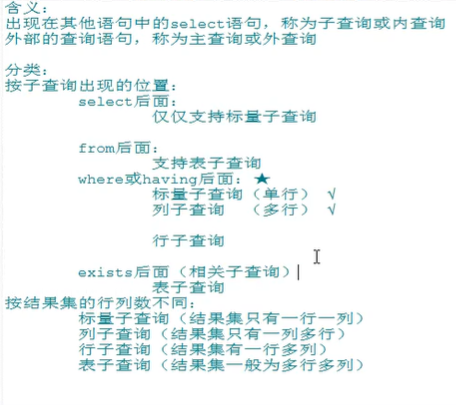 含义：
出现在其他语句中的select语句，称为子查询或内查询
外部的查询语句，称为主查询或外查询
分类：
按子查询出现的位置：
select后面：
仅仅支持标量子查询
from后面：
支持表子查询
where或having后面：★
标量子查询（单行） √
列子查询 （多行） √
行子查询
exists后面（相关子查询）
表子查询
按结果集的行列数不同：
标量子查询（结果集只有一行一列）
列子查询（结果集只有一列多行）
行子查询（结果集有一行多列）
表子查询（结果集一般为多行多列）